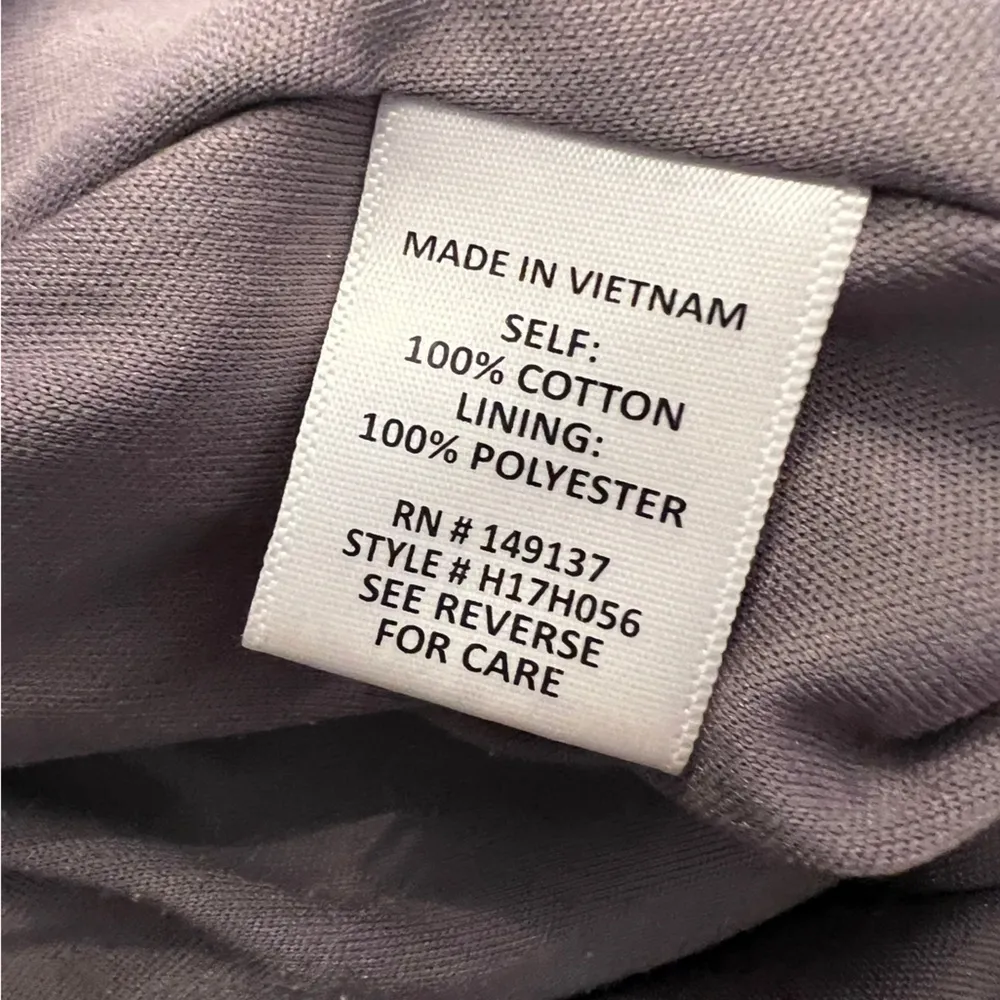 MADE IN VIETNAM
SELF:
100% COTTON
LINING:
100% POLYESTER
RN # 149137
STYLE # H17H056
SEE REVERSE
FOR CARE